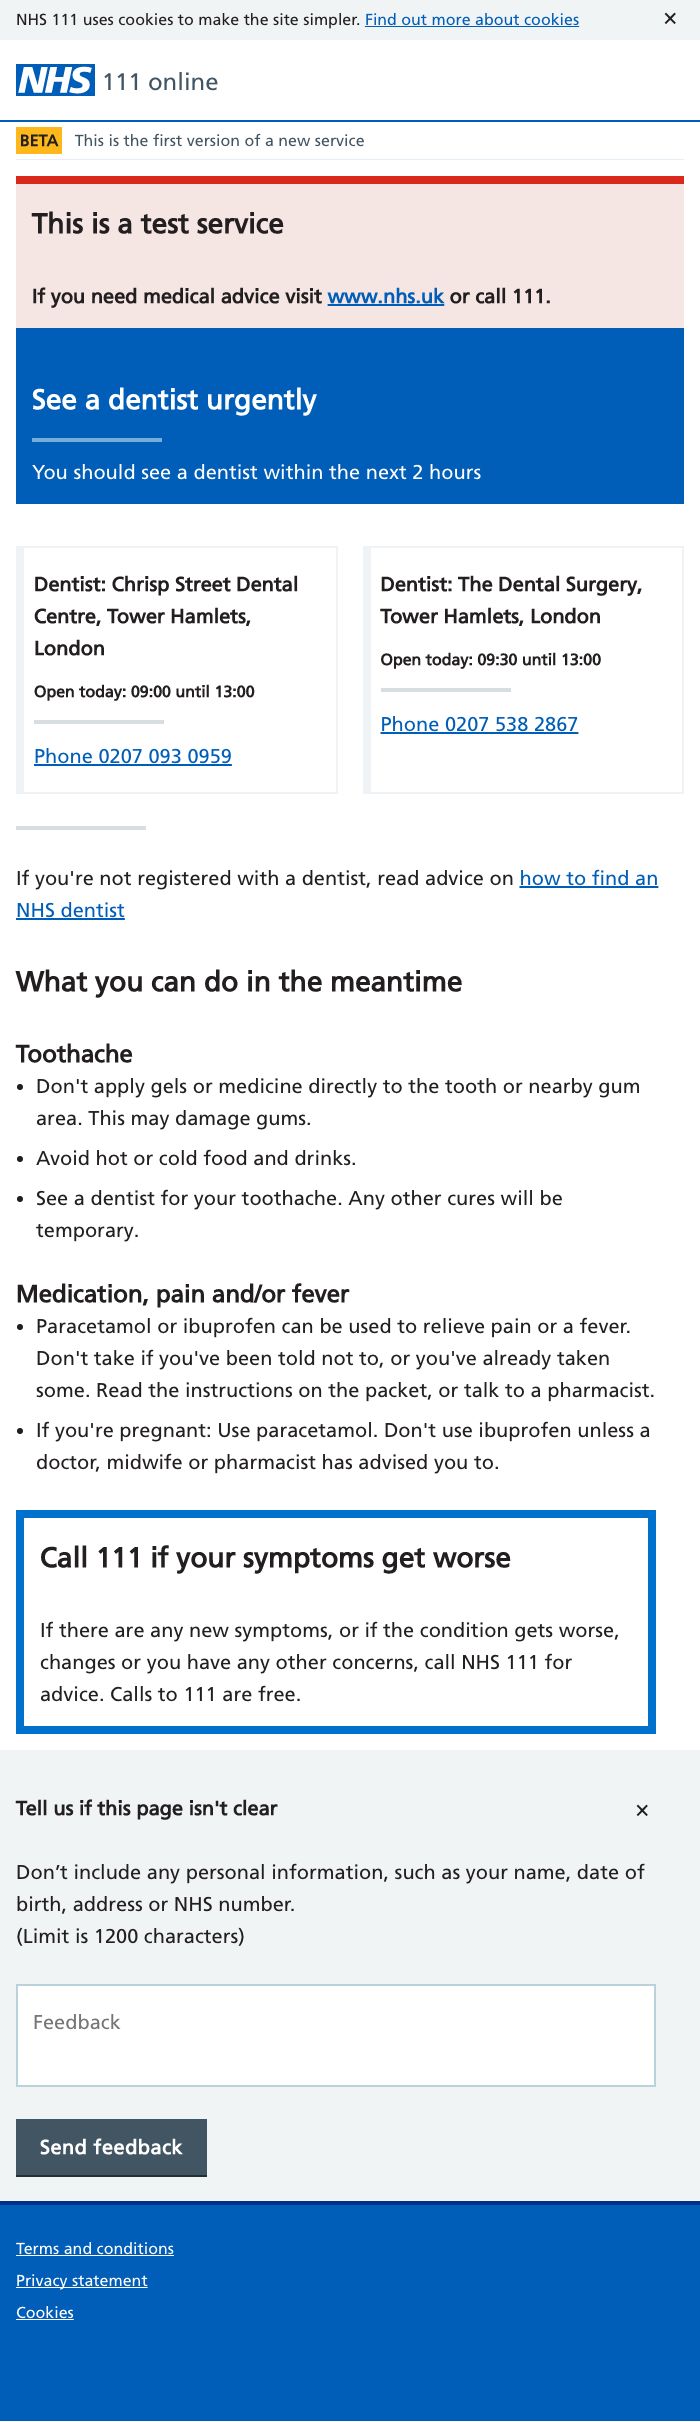 NHS 111 uses cookies to make the site simpler. Find out more about cookies ✕
NHS 111 online
BETA This is the first version of a new service
This is a test service
If you need medical advice visit www.nhs.uk or call 111.
See a dentist urgently
You should see a dentist within the next 2 hours
Dentist: Chrisp Street Dental
Centre, Tower Hamlets,
London
Open today: 09:00 until 13:00
Phone 0207 093 0959
Dentist: The Dental Surgery,
Tower Hamlets, London
Open today: 09:30 until 13:00
Phone 0207 538 2867
If you're not registered with a dentist, read advice on how to find an
NHS dentist
What you can do in the meantime
Toothache
• Don't apply gels or medicine directly to the tooth or nearby gum
area. This may damage gums.
• Avoid hot or cold food and drinks.
• See a dentist for your toothache. Any other cures will be
temporary.
Medication, pain and/or fever
• Paracetamol or ibuprofen can be used to relieve pain or a fever.
Don't take if you've been told not to, or you've already taken
some. Read the instructions on the packet, or talk to a pharmacist.
• If you're pregnant: Use paracetamol. Don't use ibuprofen unless a
doctor, midwife or pharmacist has advised you to.
Call 111 if your symptoms get worse
If there are any new symptoms, or if the condition gets worse,
changes or you have any other concerns, call NHS 111 for
advice. Calls to 111 are free.
Tell us if this page isn't clear ✕
Don’t include any personal information, such as your name, date of
birth, address or NHS number.
(Limit is 1200 characters)
Feedback
Send feedback
Terms and conditions
Privacy statement
Cookies